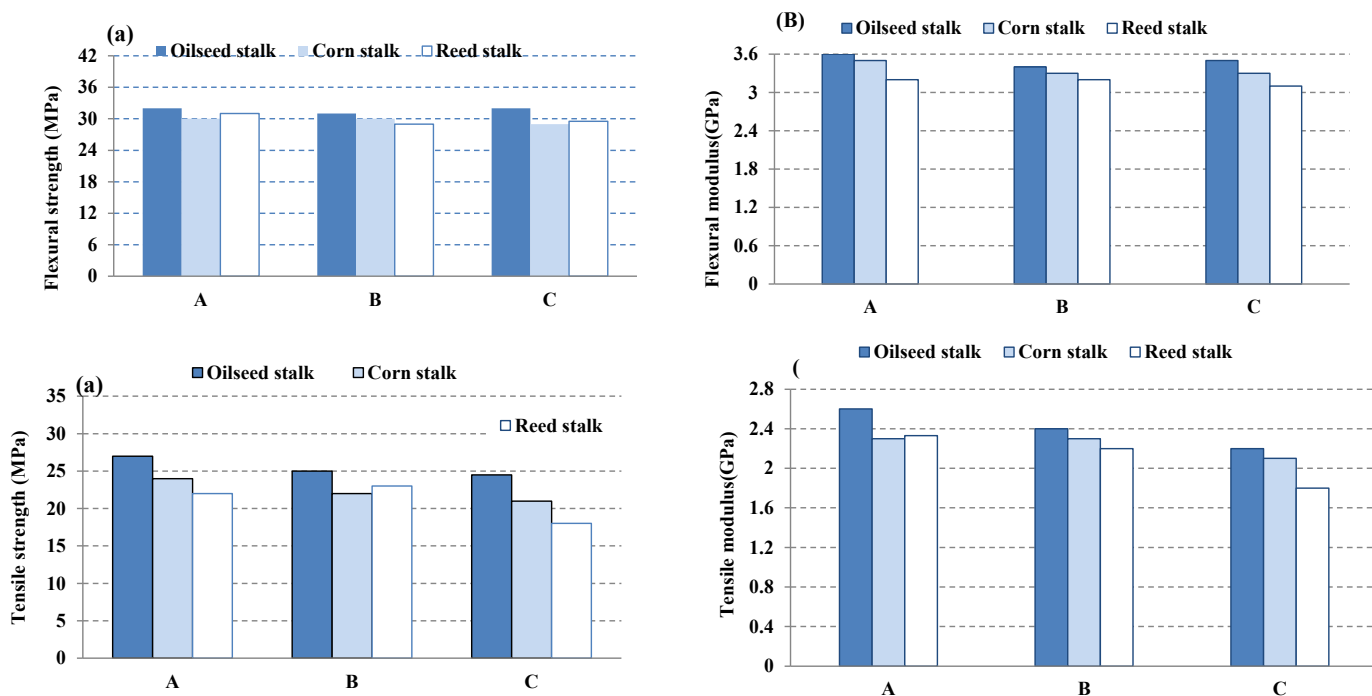 (a)
Oilseed stalk Corn stalk Reed stalk
42
36
30
24
18
12
6
0
Flexural strength (MPa)
A B C
(B)
Oilseed stalk Corn stalk Reed stalk
3.6
3
2.4
1.8
1.2
0.6
0
Flexural modulus(GPa)
A B C
(a)
Oilseed stalk Corn stalk
Reed stalk
35
30
25
20
15
10
5
0
Tensile strength (MPa)
A B C
(
Oilseed stalk Corn stalk Reed stalk
2.8
2.4
2
1.6
1.2
0.8
0.4
0
Tensile modulus(GPa)
A B C